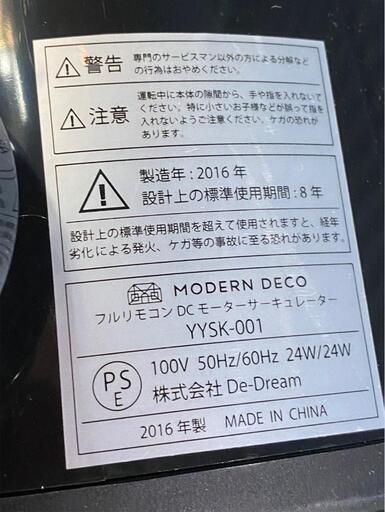 警告
専門のサービスマン以外の方による分解など
の行為はおやめください。
注意
運転中に本体の隙間から、手や指を入れないで
ください。特に小さいお子様などが誤って指を
入れないようご注意ください。ケガの恐れが
あります。
製造年:2016 年
設計上の標準使用期間:8 年
設計上の標準使用期間を超えて使用されますと、経年
劣化による発火、ケガ等の事故に至る恐れがあります。
MODERN DECO
フルリモコン DC モーターサーキュレーター
YYSK-001
PS
E
100V 50Hz/60Hz 24W/24W
株式会社 De-Dream
2016 年製 MADE IN CHINA